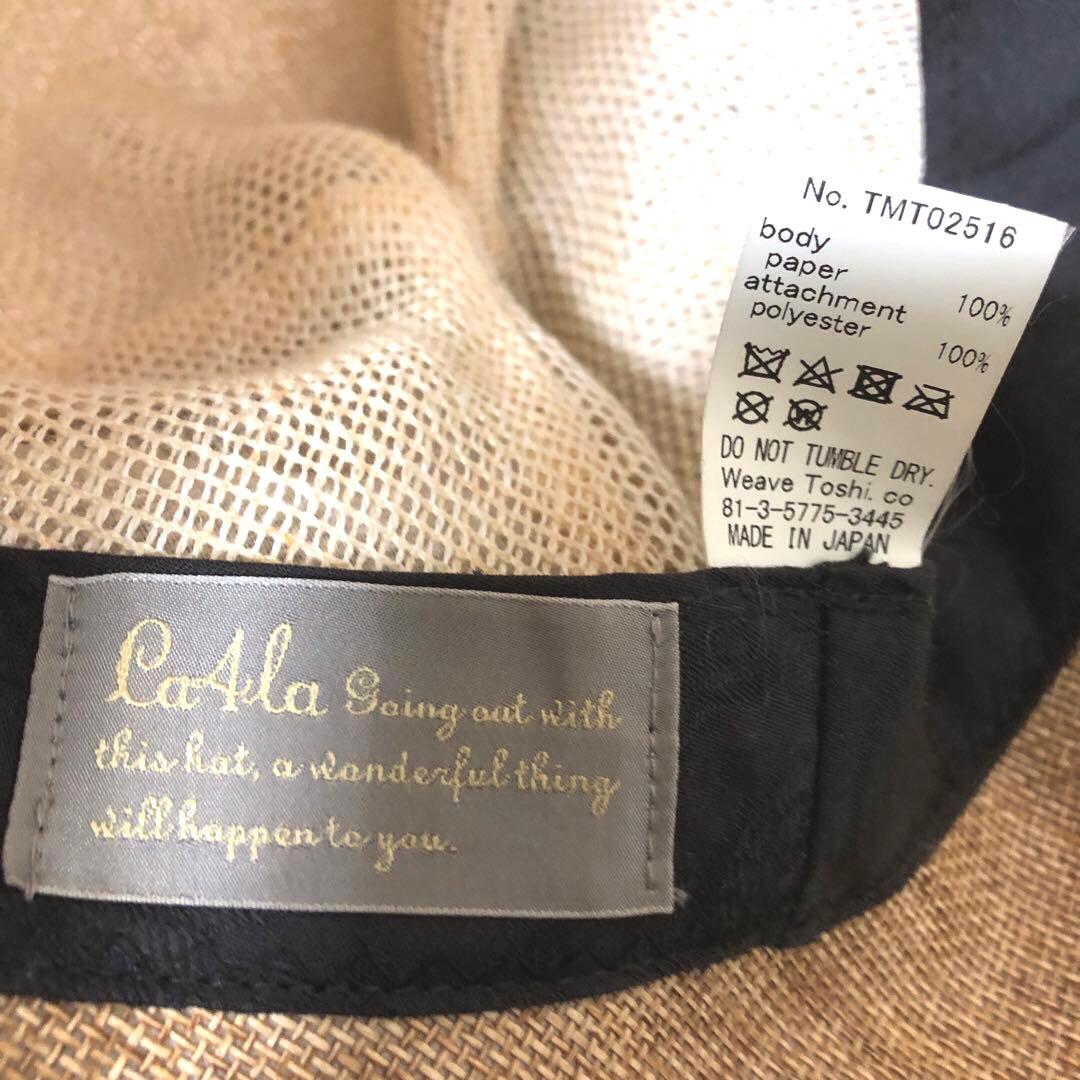 No. TMT02516
body
paper 100%
attachment
polyester 100%
DO NOT TUMBLE DRY.
Weave Toshi. co
81-3-5775-3445
MADE IN JAPAN
La4la Going out with
this hat, a wonderful thing
will happen to you.